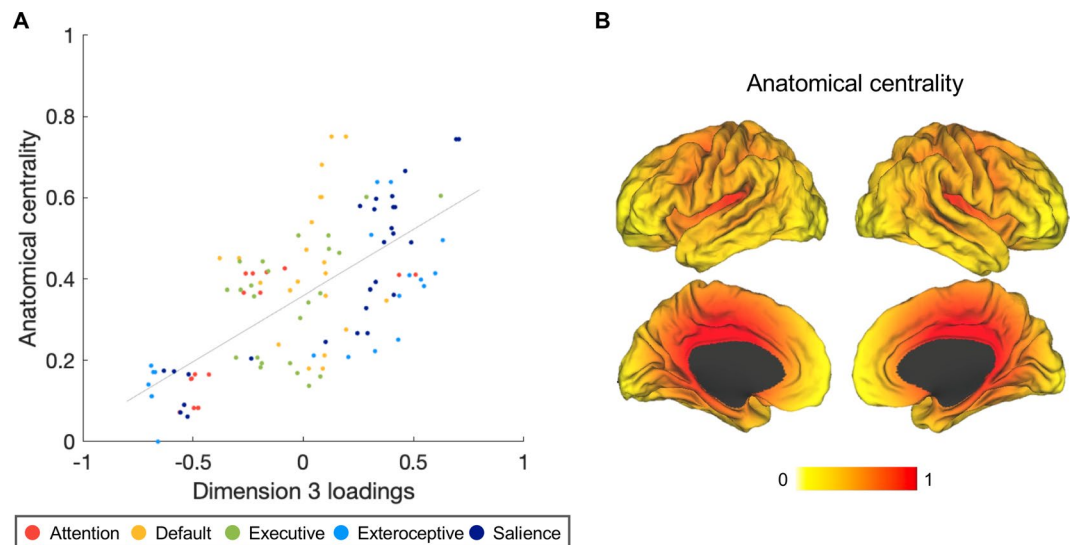 A
1
0.8
0.6
0.4
0.2
0
Anatomical centrality
-1 -0.5 0 0.5 1
Dimension 3 loadings
Attention Default Executive Exteroceptive Salience
B
Anatomical centrality
0 1